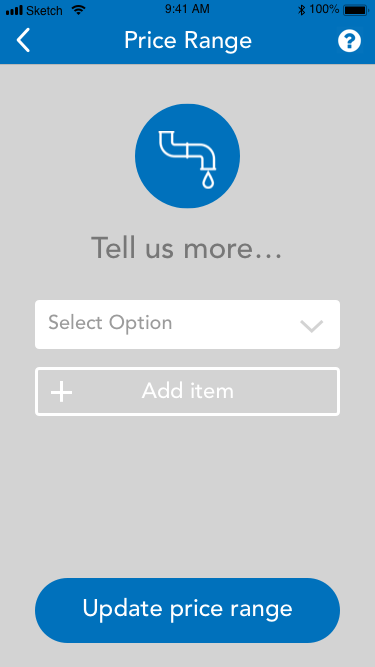 Sketch 9:41 AM 100%
Price Range
Tell us more...
Select Option
Add item
Update price range